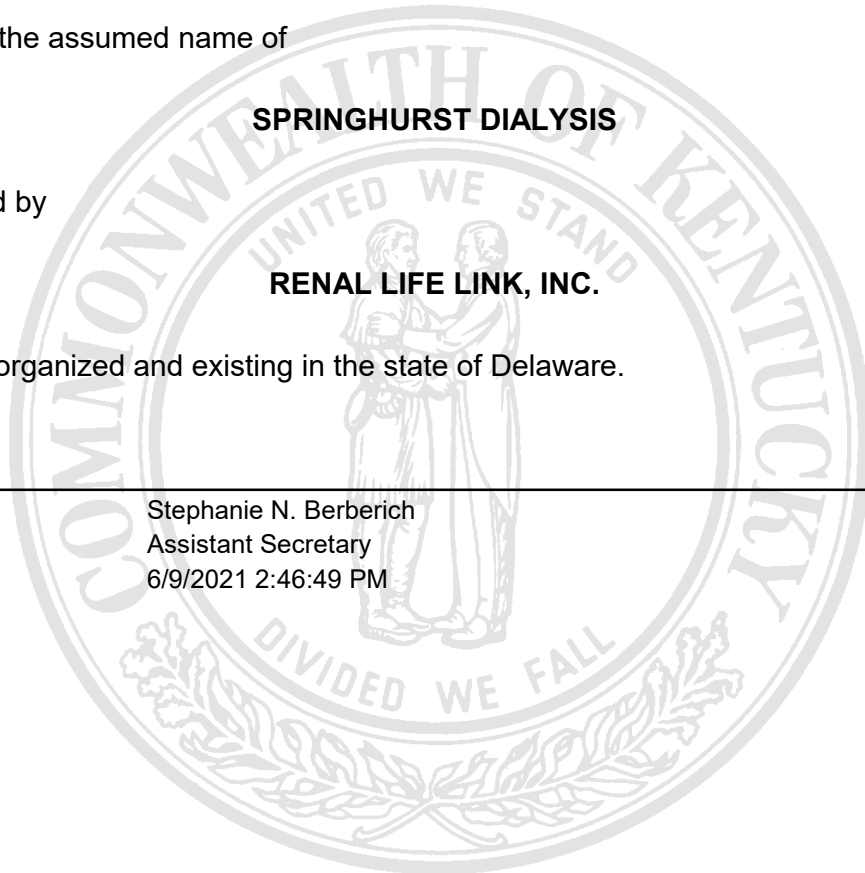 the assumed name of
SPRINGHURST DIALYSIS
d by
RENAL LIFE LINK, INC.
organized and existing in the state of Delaware.
Stephanie N. Berberich
Assistant Secretary
6/9/2021 2:46:49 PM
COMMONWEALTH OF KENTUCKY
UNITED WE STAND
DIVIDED WE FALL